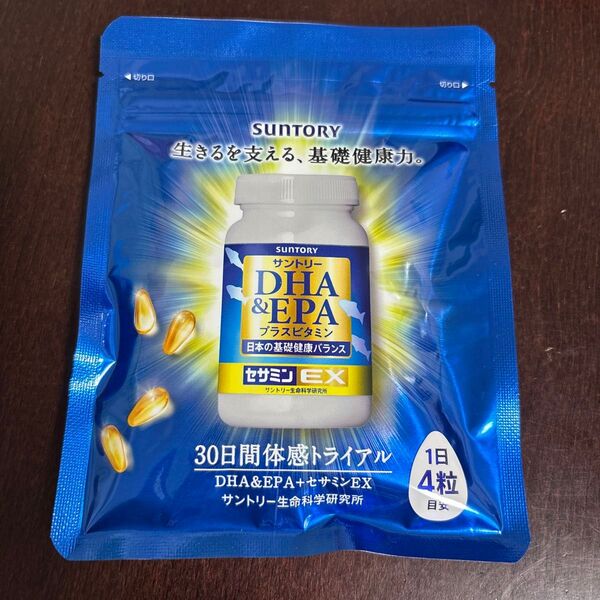 ◀切り口
切り口▶
SUNTORY
生きるを支える、基礎健康力。
SUNTORY
サントリー
DHA
&EPA
プラスビタミン
日本の基礎健康バランス
セサミンEX
サントリー生命科学研究所
30日間体感トライアル
DHA&EPA+セサミンEX
サントリー生命科学研究所
1日
4粒
目安